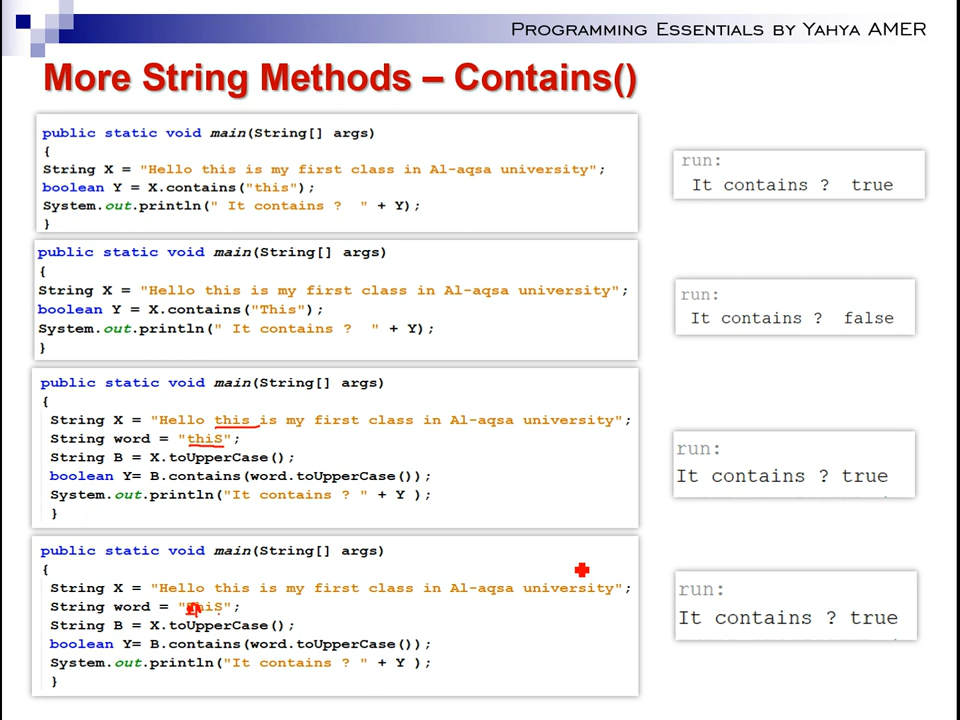 Programming Essentials by Yahya AMER
More String Methods – Contains()
public static void main(String[] args)
{
String X = "Hello this is my first class in Al-aqsa university";
boolean Y = X.contains("this");
System.out.println(" It contains ?  " + Y);
}
run:
It contains ?  true
public static void main(String[] args)
{
String X = "Hello this is my first class in Al-aqsa university";
boolean Y = X.contains("This");
System.out.println(" It contains ?  " + Y);
}
run:
It contains ?  false
public static void main(String[] args)
{
String X = "Hello this is my first class in Al-aqsa university";
String word = "thiS";
String B = X.toUpperCase();
boolean Y= B.contains(word.toUpperCase());
System.out.println("It contains ? " + Y );
}
run:
It contains ? true
public static void main(String[] args)
{
String X = "Hello this is my first class in Al-aqsa university";
String word =
String B = X.toUpperCase();
boolean Y= B.contains(word.toUpperCase());
System.out.println("It contains ? " + Y );
}
run:
It contains ? true